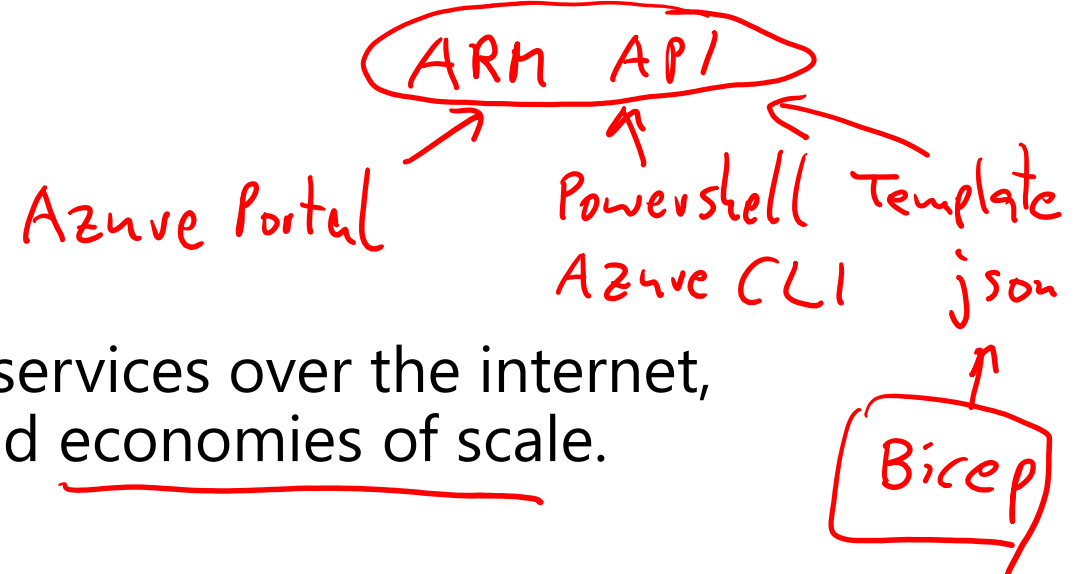 ARM API
Azure Portal Powershell Template
Azure CLI json
services over the internet,
d economies of scale.
Bicep